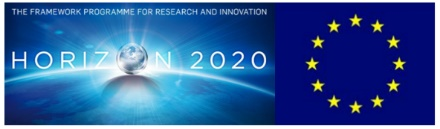 THE FRAMEWORK PROGRAMME FOR RESEARCH AND INNOVATION
HORIZON 2020